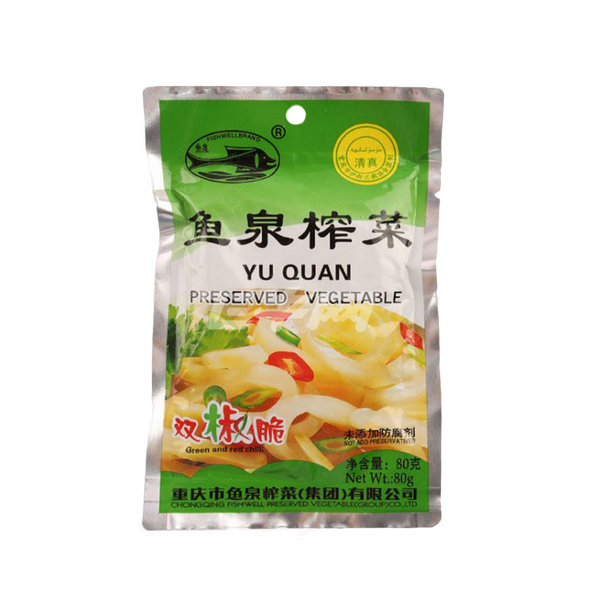 FISHWELLBRAND
®
鱼泉
清真
鱼泉榨菜
YU QUAN
PRESERVED VEGETABLE
双椒脆
Green and red chilli
未添加防腐剂
NOT ADD PRESERVATIVES
净含量：80克
Net Wt.:80g
重庆市鱼泉榨菜(集团)有限公司
CHONGQING FISHWELL PRESERVED VEGETABLE(GROUP)CO.,LTD